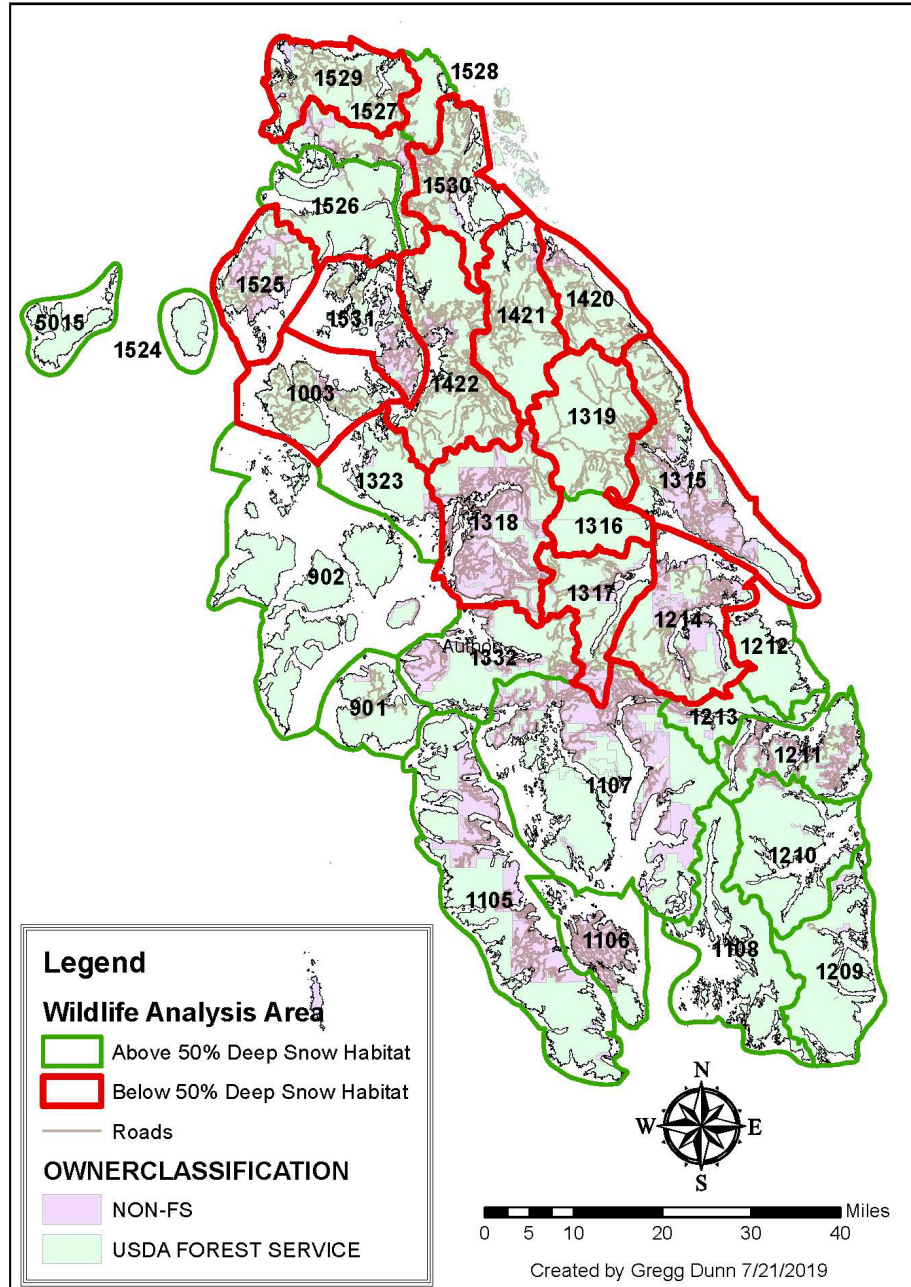 1528
1529
1527
1530
1526
1525
1531
1420
1421
5015
1524
1003
1422
1319
1323
1315
1318
1316
902
1317
1214
1212
1332
901
1213
1211
1107
1210
1105
1106
1108
1209
Legend
Wildlife Analysis Area
Above 50% Deep Snow Habitat
Below 50% Deep Snow Habitat
Roads
OWNERCLASSIFICATION
NON-FS
USDA FOREST SERVICE
N
W E
S
Miles
0 5 10 20 30 40
Created by Gregg Dunn 7/21/2019